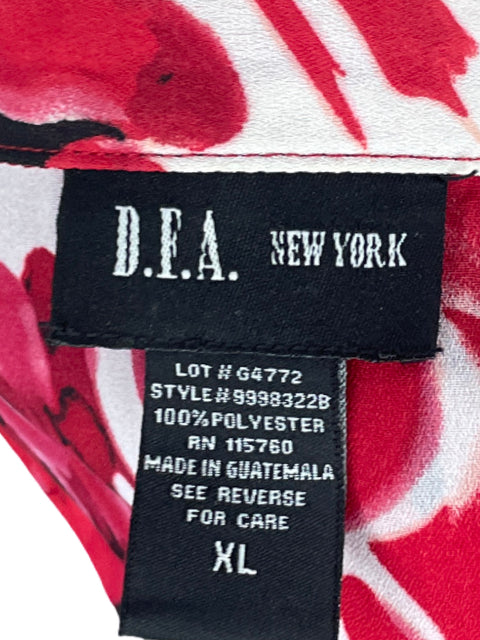 D.F.A. NEW YORK
LOT # G4772
STYLE#9998322B
100%POLYESTER
RN 115760
MADE IN GUATEMALA
SEE REVERSE
FOR CARE
XL